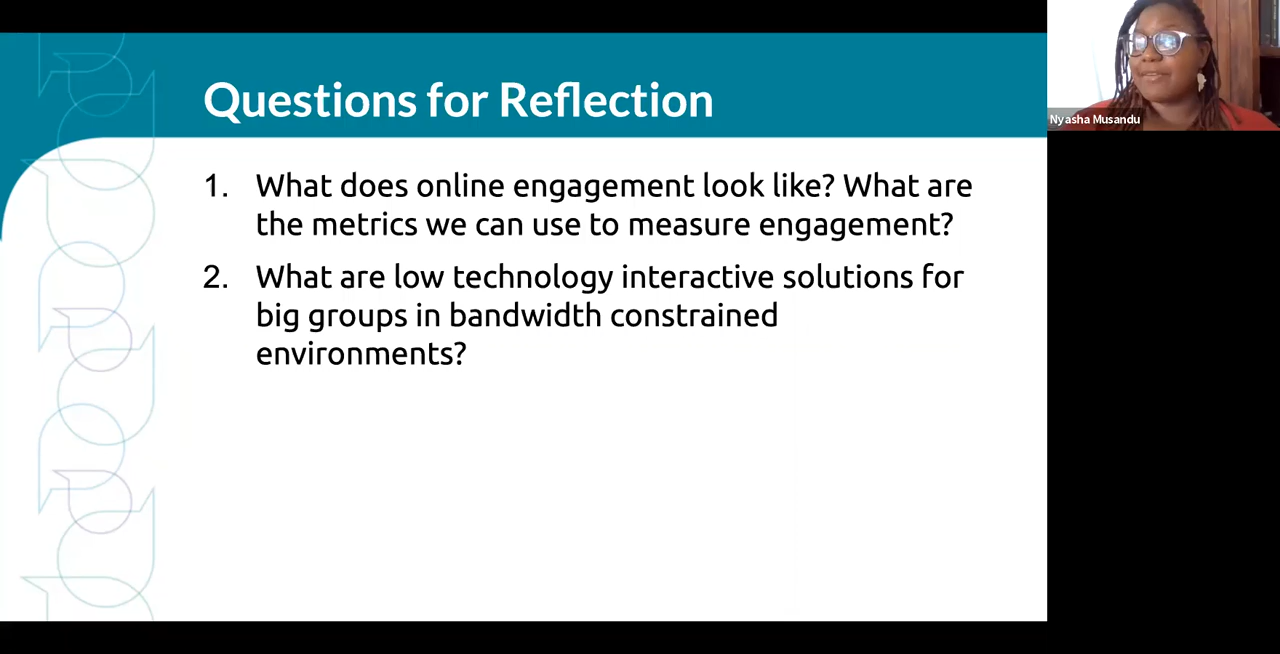 Questions for Reflection
1. What does online engagement look like? What are
the metrics we can use to measure engagement?
2. What are low technology interactive solutions for
big groups in bandwidth constrained
environments?
Nyasha Musandu